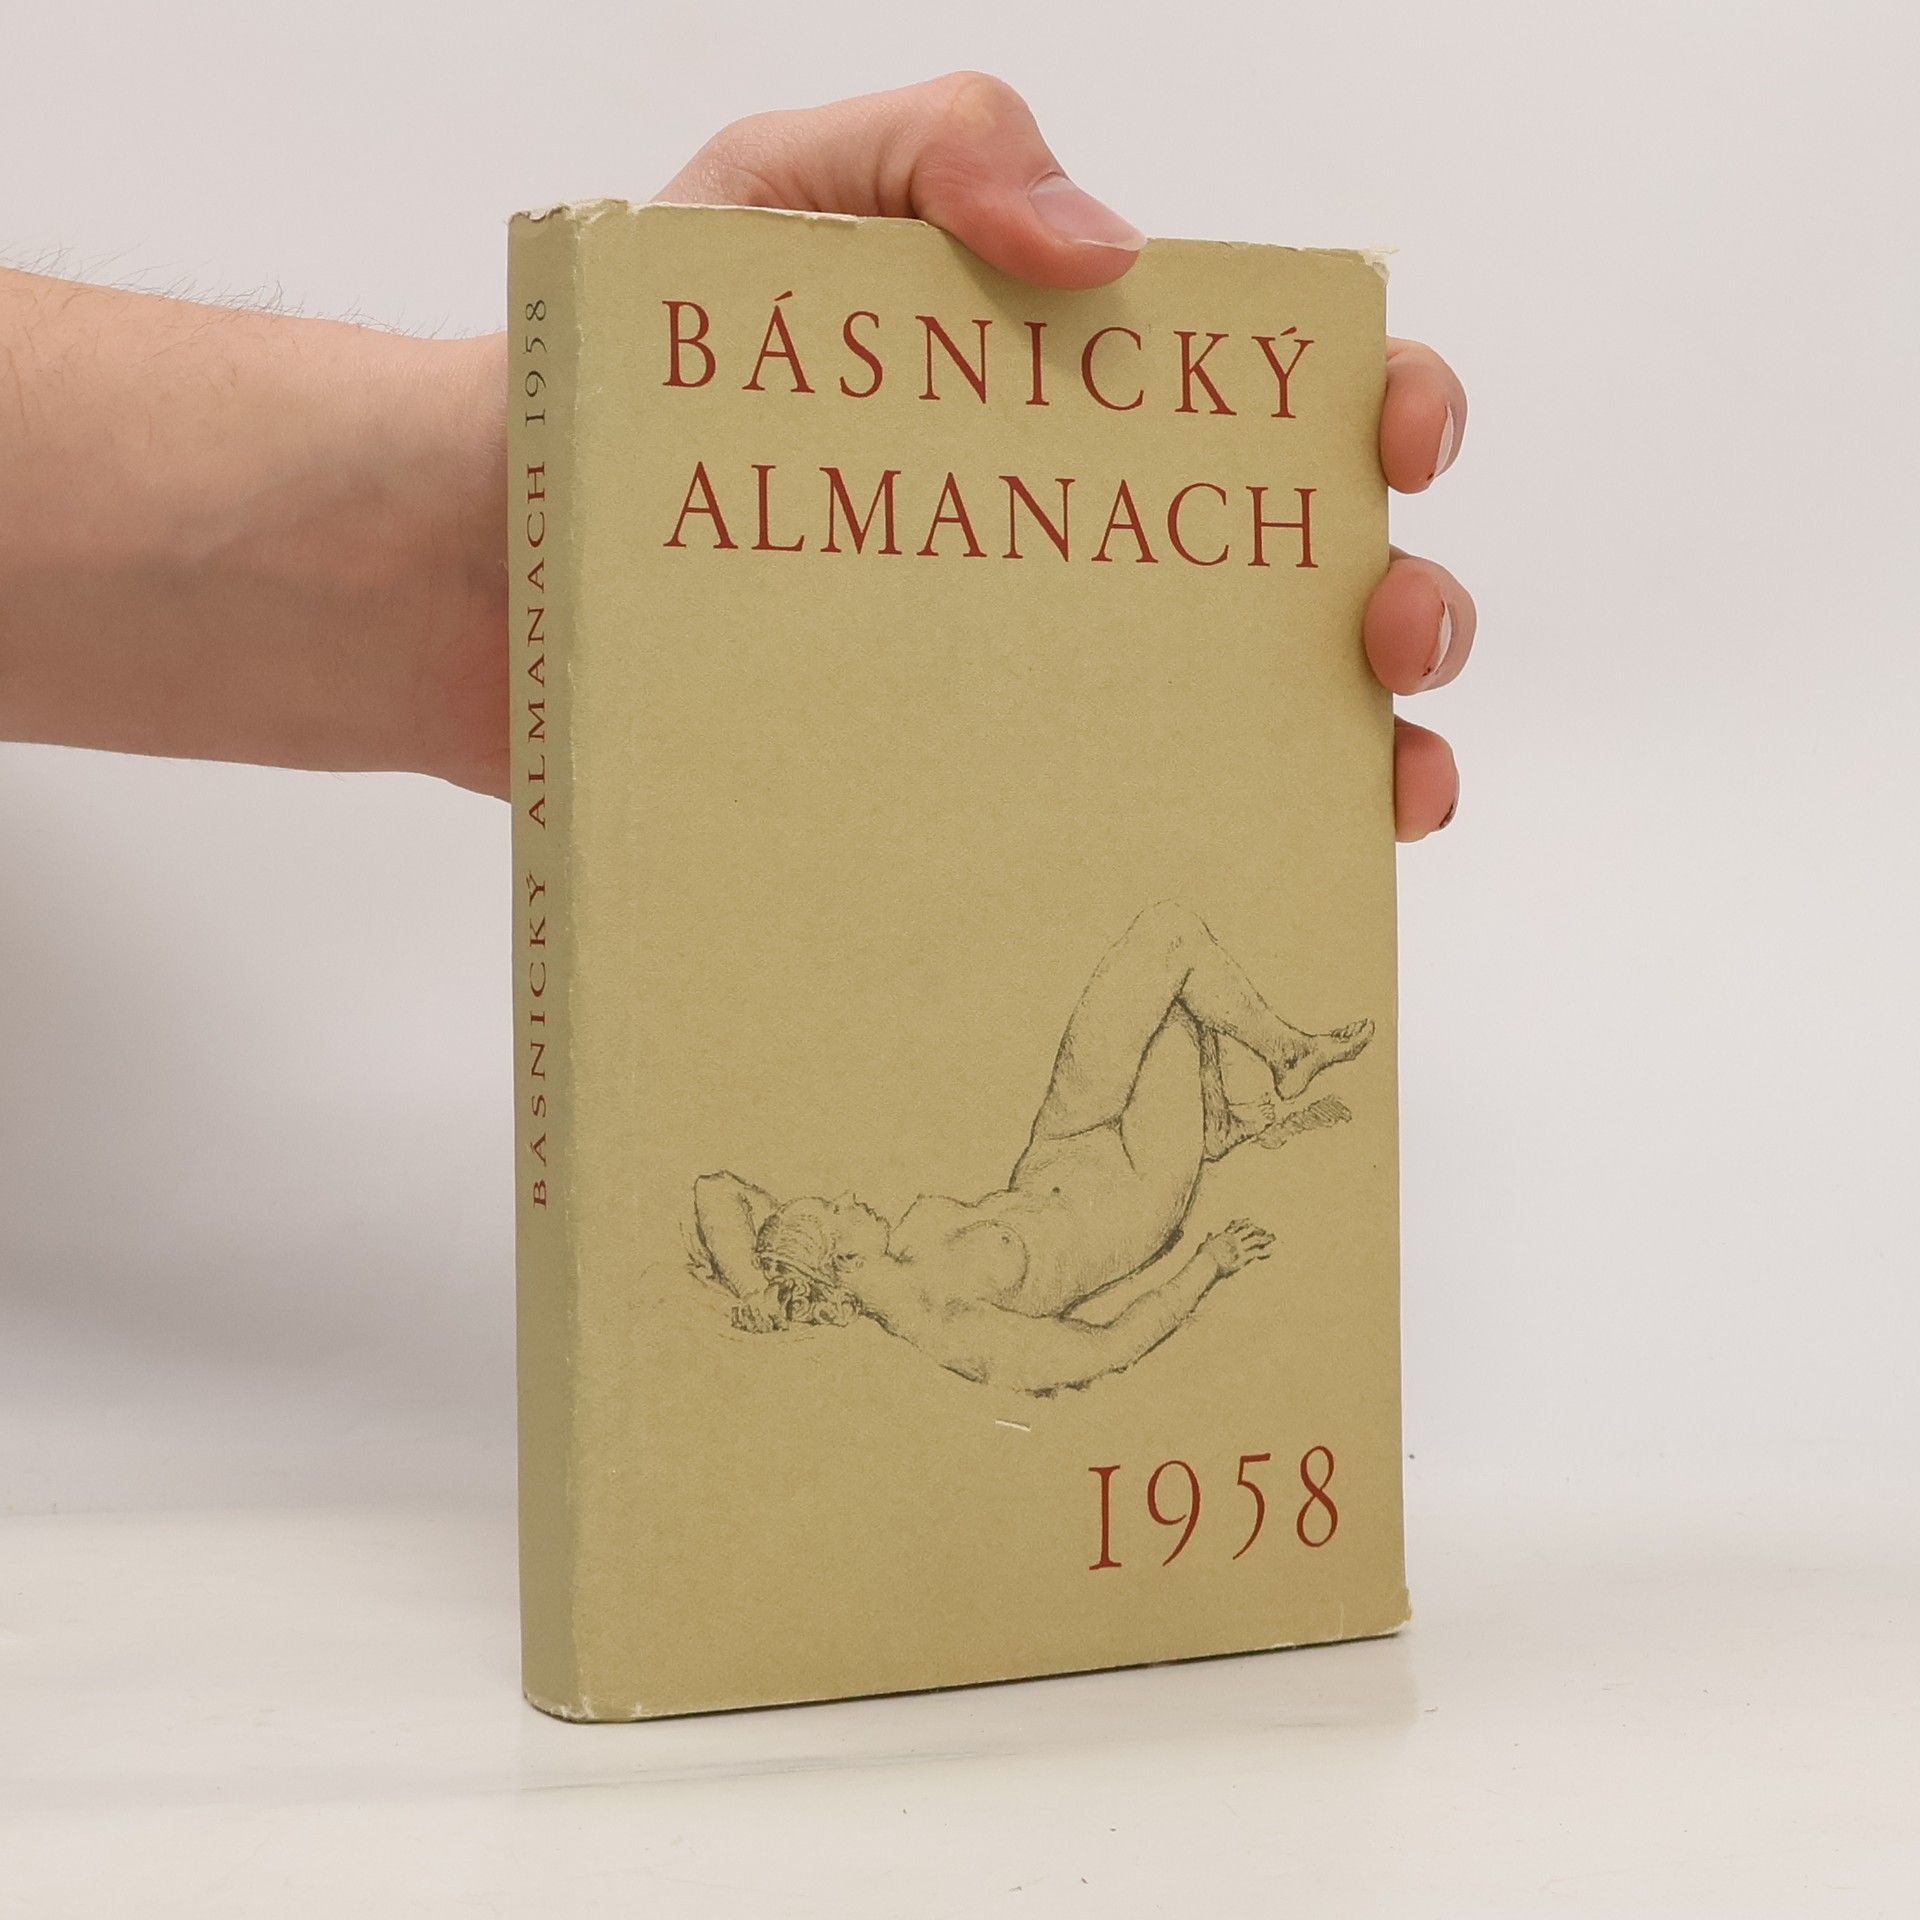 BÁSNICKÝ
ALMANACH
1958
BÁSNICKÝ ALMANACH 1958